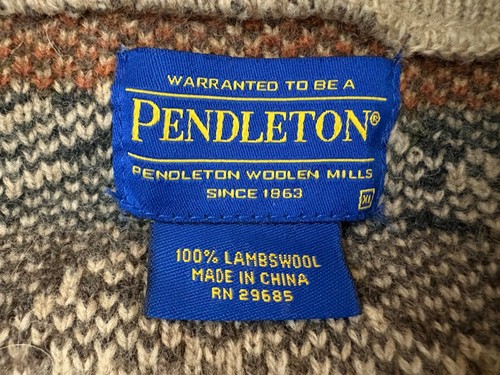 WARRANTED TO BE A
PENDLETON®
PENDLETON WOOLEN MILLS
SINCE 1863
XL
100% LAMBSWOOL
MADE IN CHINA
RN 29685